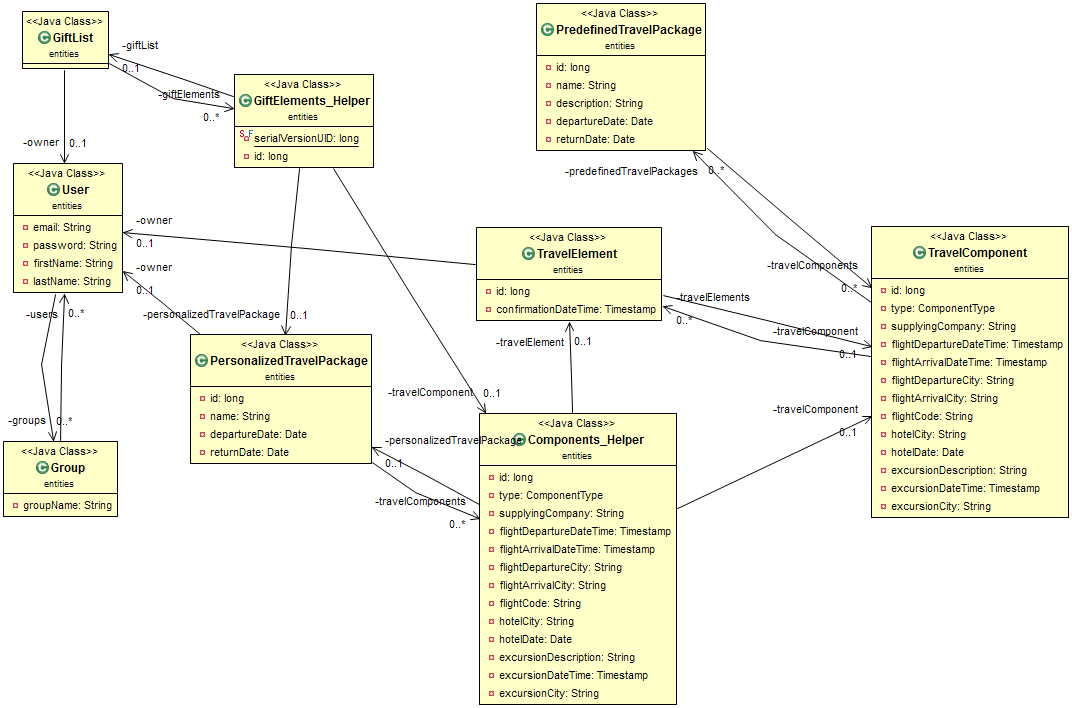 <<Java Class>>
GiftList
entities
-giftList
0..1
-giftElements
0..*
<<Java Class>>
GiftElements_Helper
entities
S F
serialVersionUID: long
id: long
<<Java Class>>
PredefinedTravelPackage
entities
id: long
name: String
description: String
departureDate: Date
returnDate: Date
-predefinedTravelPackages
0..*
-owner
0..1
<<Java Class>>
User
entities
email: String
password: String
firstName: String
lastName: String
-owner
0..1
-owner
0..1
<<Java Class>>
TravelElement
entities
id: long
confirmationDateTime: Timestamp
-travelComponents
0..*
-travelElements
0..*
-travelComponent
0..1
<<Java Class>>
TravelComponent
entities
id: long
type: ComponentType
supplyingCompany: String
flightDepartureDateTime: Timestamp
flightArrivalDateTime: Timestamp
flightDepartureCity: String
flightArrivalCity: String
flightCode: String
hotelCity: String
hotelDate: Date
excursionDescription: String
excursionDateTime: Timestamp
excursionCity: String
-users
0..*
-personalizedTravelPackage
0..1
-travelElement
0..1
<<Java Class>>
PersonalizedTravelPackage
entities
id: long
name: String
departureDate: Date
returnDate: Date
-travelComponent
0..1
-travelComponent
0..1
-groups
0..*
<<Java Class>>
Group
entities
groupName: String
-personalizedTravelPackage
0..1
-travelComponents
0..*
<<Java Class>>
Components_Helper
entities
id: long
type: ComponentType
supplyingCompany: String
flightDepartureDateTime: Timestamp
flightArrivalDateTime: Timestamp
flightDepartureCity: String
flightArrivalCity: String
flightCode: String
hotelCity: String
hotelDate: Date
excursionDescription: String
excursionDateTime: Timestamp
excursionCity: String